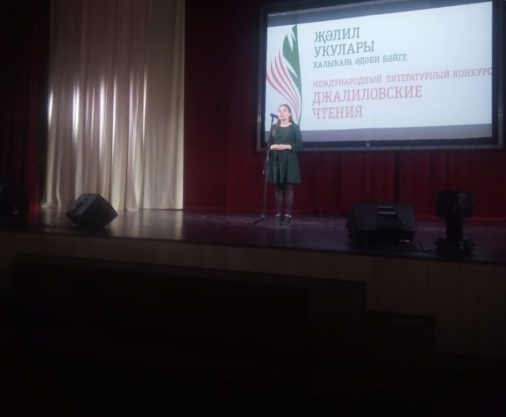 ҖӘЛИЛ
УКУЛАРЫ
ХАЛЫКАРА ӘДӘБИ БӘЙГЕ
МЕЖДУНАРОДНЫЙ ЛИТЕРАТУРНЫЙ КОНКУРС
ДЖАЛИЛОВСКИЕ
ЧТЕНИЯ